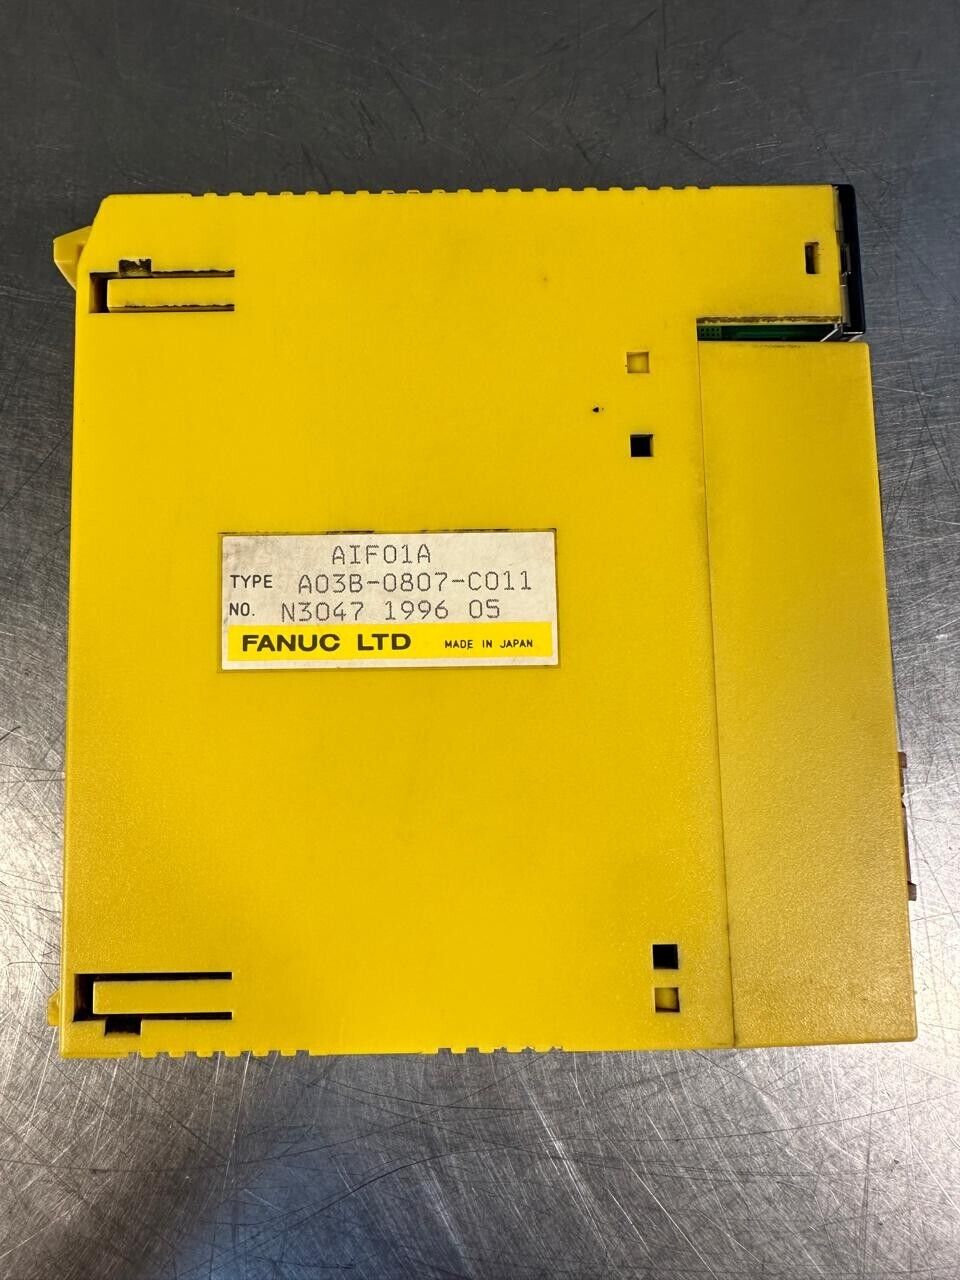 AIF01A
TYPE A03B-0807-C011
NO. N3047 1996 05
FANUC LTD MADE IN JAPAN